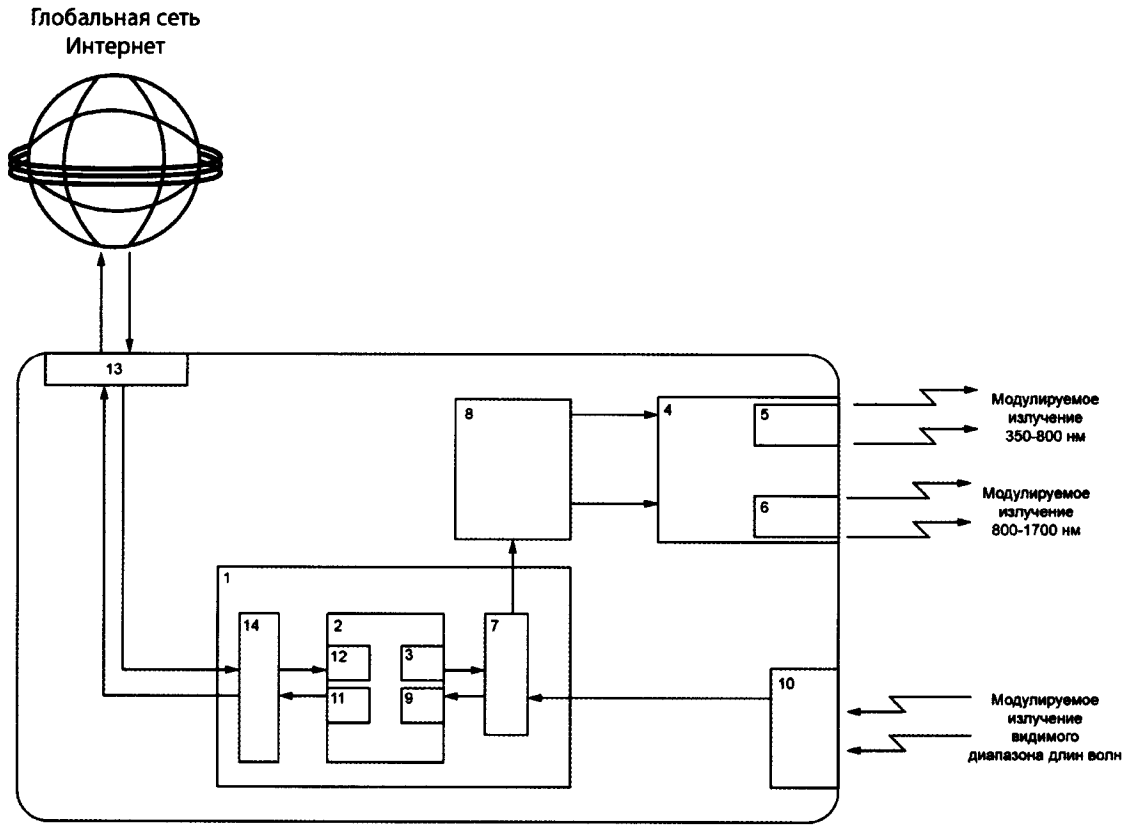 Глобальная сеть
Интернет
13
8
4
5
Модулируемое
излучение
350-800 нм
6
Модулируемое
излучение
800-1700 нм
1
14
2
12
11
3
9
7
10
Модулируемое
излучение
видимого
диапазона длин волн